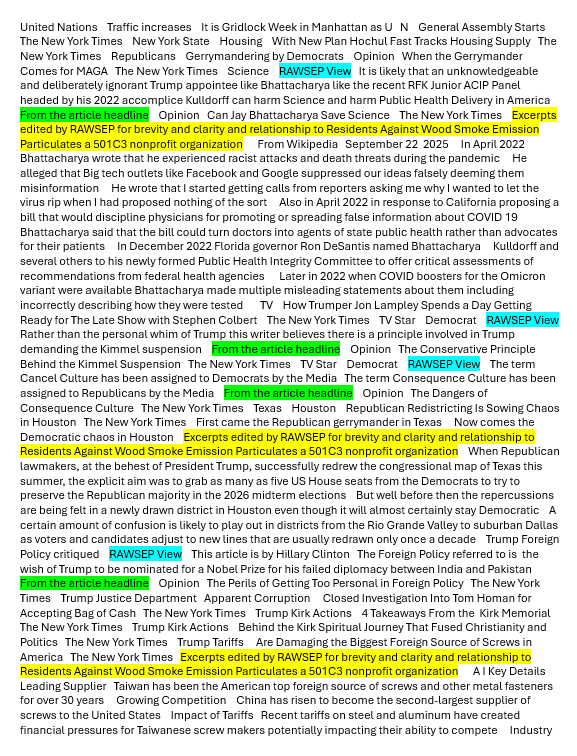 United Nations Traffic increases It is Gridlock Week in Manhattan as U N General Assembly Starts
The New York Times New York State Housing With New Plan Hochul Fast Tracks Housing Supply The
New York Times Republicans Gerrymandering by Democrats Opinion When the Gerrymander
Comes for MAGA The New York Times Science RAWSEP View It is likely that an unknowledgeable
and deliberately ignorant Trump appointee like Bhattacharya like the recent RFK Junior ACIP Panel
headed by his 2022 accomplice Kulldorff can harm Science and harm Public Health Delivery in America
From the article headline Opinion Can Jay Bhattacharya Save Science The New York Times Excerpts
edited by RAWSEP for brevity and clarity and relationship to Residents Against Wood Smoke Emission
Particulates a 501C3 nonprofit organization From Wikipedia September 22 2025 In April 2022
Bhattacharya wrote that he experienced racist attacks and death threats during the pandemic He
alleged that Big tech outlets like Facebook and Google suppressed our ideas falsely deeming them
misinformation He wrote that I started getting calls from reporters asking me why I wanted to let the
virus rip when I had proposed nothing of the sort Also in April 2022 in response to California proposing a
bill that would discipline physicians for promoting or spreading false information about COVID 19
Bhattacharya said that the bill could turn doctors into agents of state public health rather than advocates
for their patients In December 2022 Florida governor Ron DeSantis named Bhattacharya Kulldorff and
several others to his newly formed Public Health Integrity Committee to offer critical assessments of
recommendations from federal health agencies Later in 2022 when COVID boosters for the Omicron
variant were available Bhattacharya made multiple misleading statements about them including
incorrectly describing how they were tested TV How Trumper Jon Lampley Spends a Day Getting
Ready for The Late Show with Stephen Colbert The New York Times TV Star Democrat RAWSEP View
Rather than the personal whim of Trump this writer believes there is a principle involved in Trump
demanding the Kimmel suspension From the article headline Opinion The Conservative Principle
Behind the Kimmel Suspension The New York Times TV Star Democrat RAWSEP View The term
Cancel Culture has been assigned to Democrats by the Media The term Consequence Culture has been
assigned to Republicans by the Media From the article headline Opinion The Dangers of
Consequence Culture The New York Times Texas Houston Republican Redistricting Is Sowing Chaos
in Houston The New York Times First came the Republican gerrymander in Texas Now comes the
Democratic chaos in Houston Excerpts edited by RAWSEP for brevity and clarity and relationship to
Residents Against Wood Smoke Emission Particulates a 501C3 nonprofit organization When Republican
lawmakers, at the behest of President Trump, successfully redrew the congressional map of Texas this
summer, the explicit aim was to grab as many as five US House seats from the Democrats to try to
preserve the Republican majority in the 2026 midterm elections But well before then the repercussions
are being felt in a newly drawn district in Houston even though it will almost certainly stay Democratic A
certain amount of confusion is likely to play out in districts from the Rio Grande Valley to suburban Dallas
as voters and candidates adjust to new lines that are usually redrawn only once a decade Trump Foreign
Policy critiqued RAWSEP View This article is by Hillary Clinton The Foreign Policy referred to is the
wish of Trump to be nominated for a Nobel Prize for his failed diplomacy between India and Pakistan
From the article headline Opinion The Perils of Getting Too Personal in Foreign Policy The New York
Times Trump Justice Department Apparent Corruption Closed Investigation Into Tom Homan for
Accepting Bag of Cash The New York Times Trump Kirk Actions 4 Takeaways From the Kirk Memorial
The New York Times Trump Kirk Actions Behind the Kirk Spiritual Journey That Fused Christianity and
Politics The New York Times Trump Tariffs Are Damaging the Biggest Foreign Source of Screws in
America The New York Times Excerpts edited by RAWSEP for brevity and clarity and relationship to
Residents Against Wood Smoke Emission Particulates a 501C3 nonprofit organization A I Key Details
Leading Supplier Taiwan has been the American top foreign source of screws and other metal fasteners
for over 30 years Growing Competition China has risen to become the second-largest supplier of
screws to the United States Impact of Tariffs Recent tariffs on steel and aluminum have created
financial pressures for Taiwanese screw makers potentially impacting their ability to compete Industry